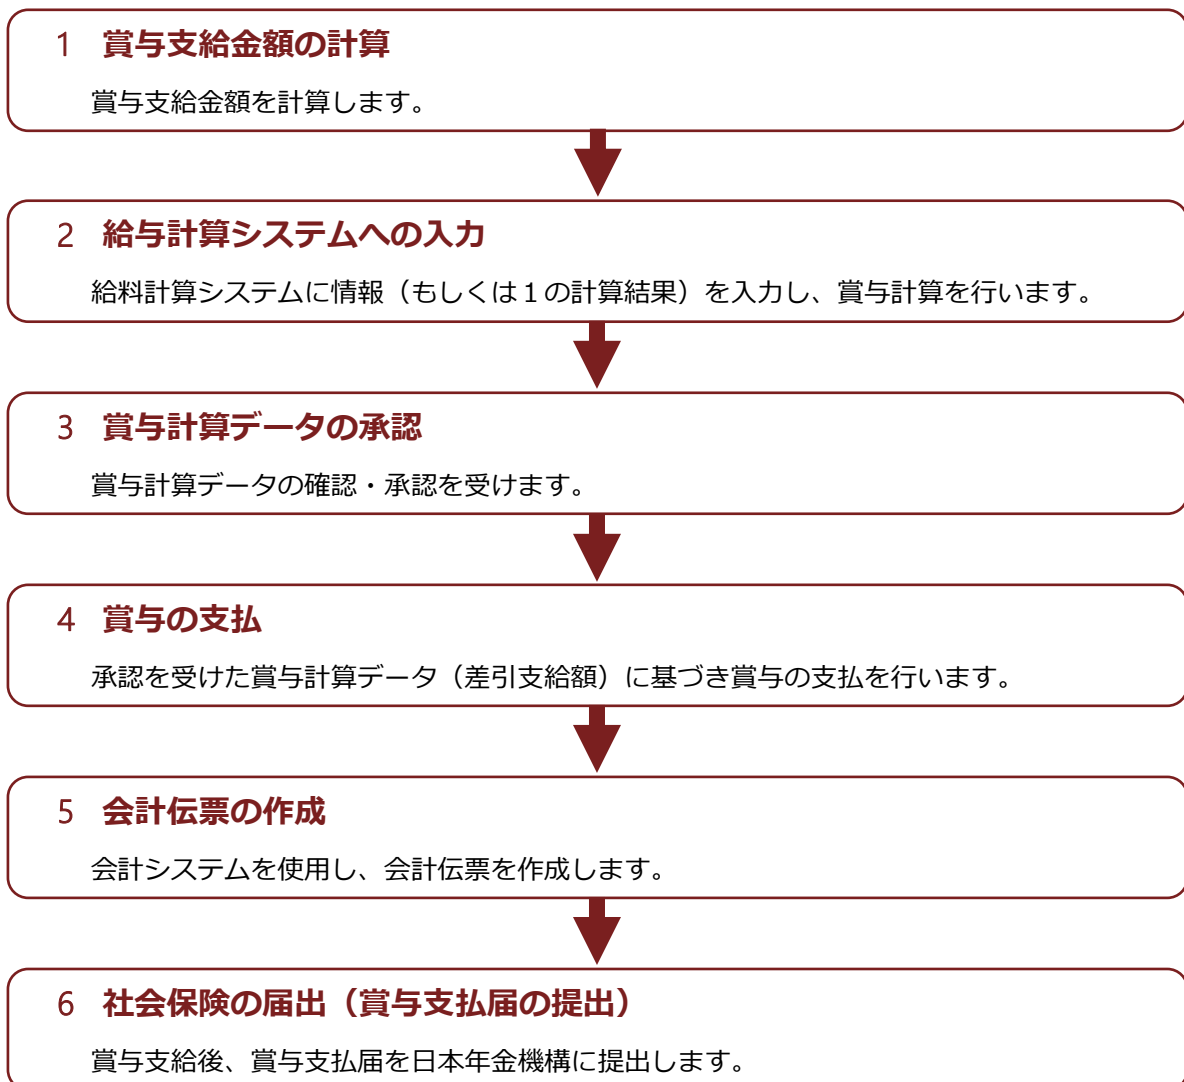 1 賞与支給金額の計算
賞与支給金額を計算します。
2 給与計算システムへの入力
給料計算システムに情報（もしくは１の計算結果）を入力し、賞与計算を行います。
3 賞与計算データの承認
賞与計算データの確認・承認を受けます。
4 賞与の支払
承認を受けた賞与計算データ（差引支給額）に基づき賞与の支払を行います。
5 会計伝票の作成
会計システムを使用し、会計伝票を作成します。
6 社会保険の届出（賞与支払届の提出）
賞与支給後、賞与支払届を日本年金機構に提出します。